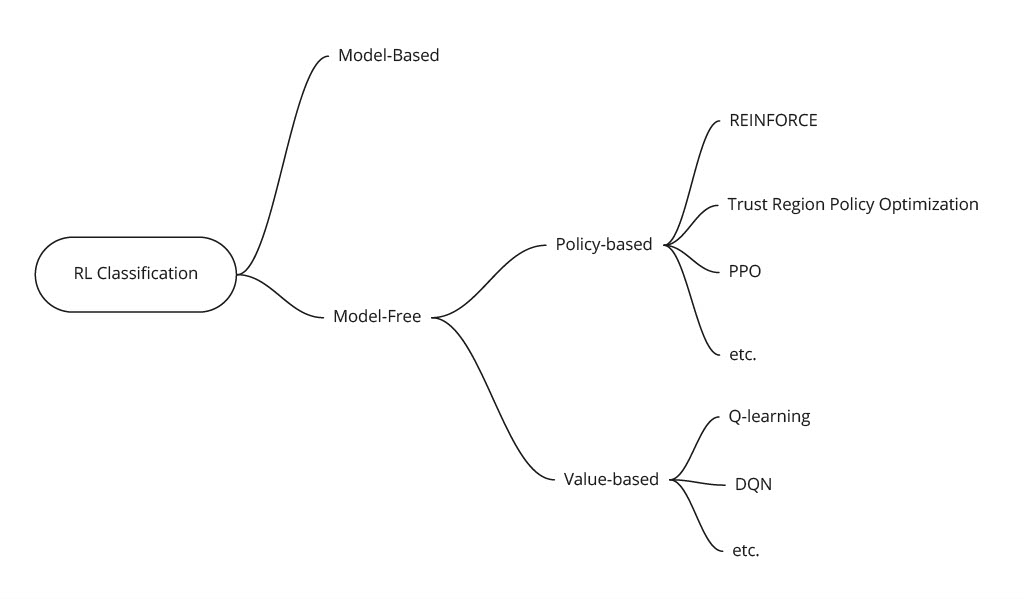 Model-Based
REINFORCE
Trust Region Policy Optimization
Policy-based
PPO
RL Classification
Model-Free
etc.
Q-learning
Value-based
DQN
etc.